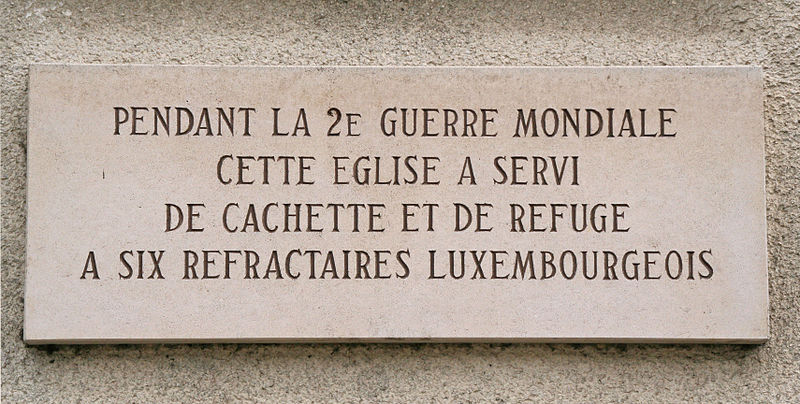 PENDANT LA 2E GUERRE MONDIALE
CETTE EGLISE A SERVI
DE CACHETTE ET DE REFUGE
A SIX REFRACTAIRES LUXEMBOURGEOIS